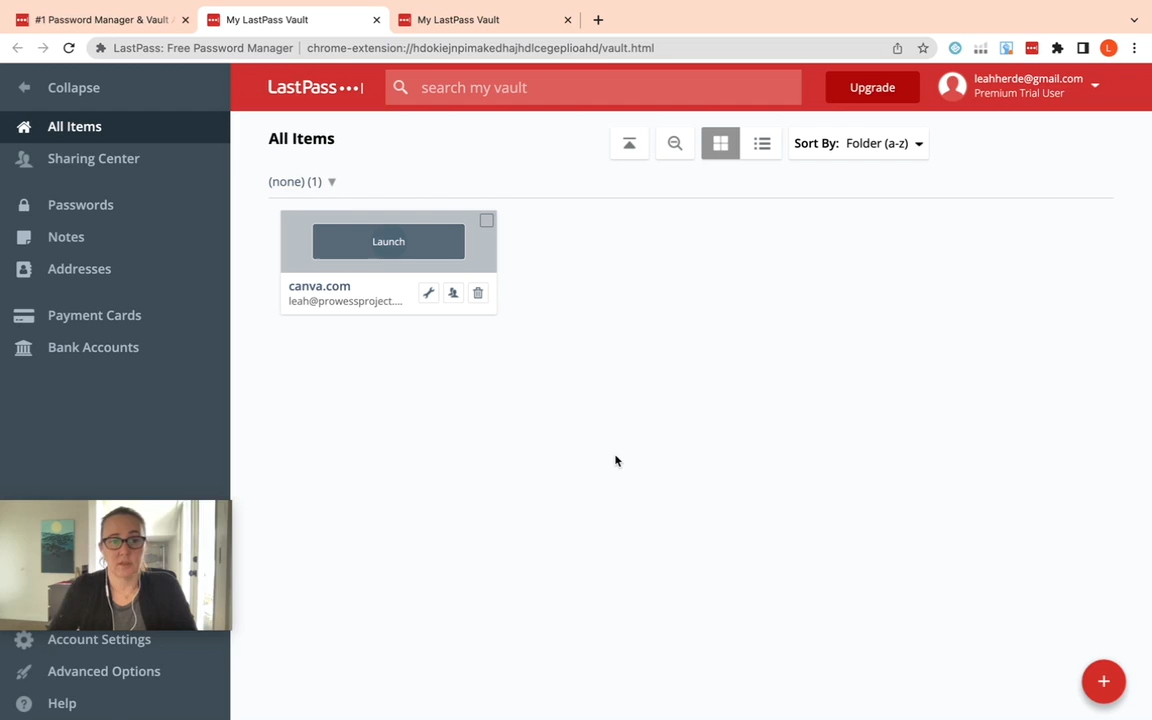 #1 Password Manager & Vault
My LastPass Vault
My LastPass Vault
LastPass: Free Password Manager
chrome-extension://hdokiejnpimakedhajhdlcegeplioahd/vault.html
L
Collapse
LastPass
search my vault
Upgrade
leahherde@gmail.com
Premium Trial User
All Items
Sharing Center
Passwords
Notes
Addresses
Payment Cards
Bank Accounts
Account Settings
Advanced Options
Help
All Items
Sort By: Folder (a-z)
(none) (1)
Launch
canva.com
leah@prowessproject....